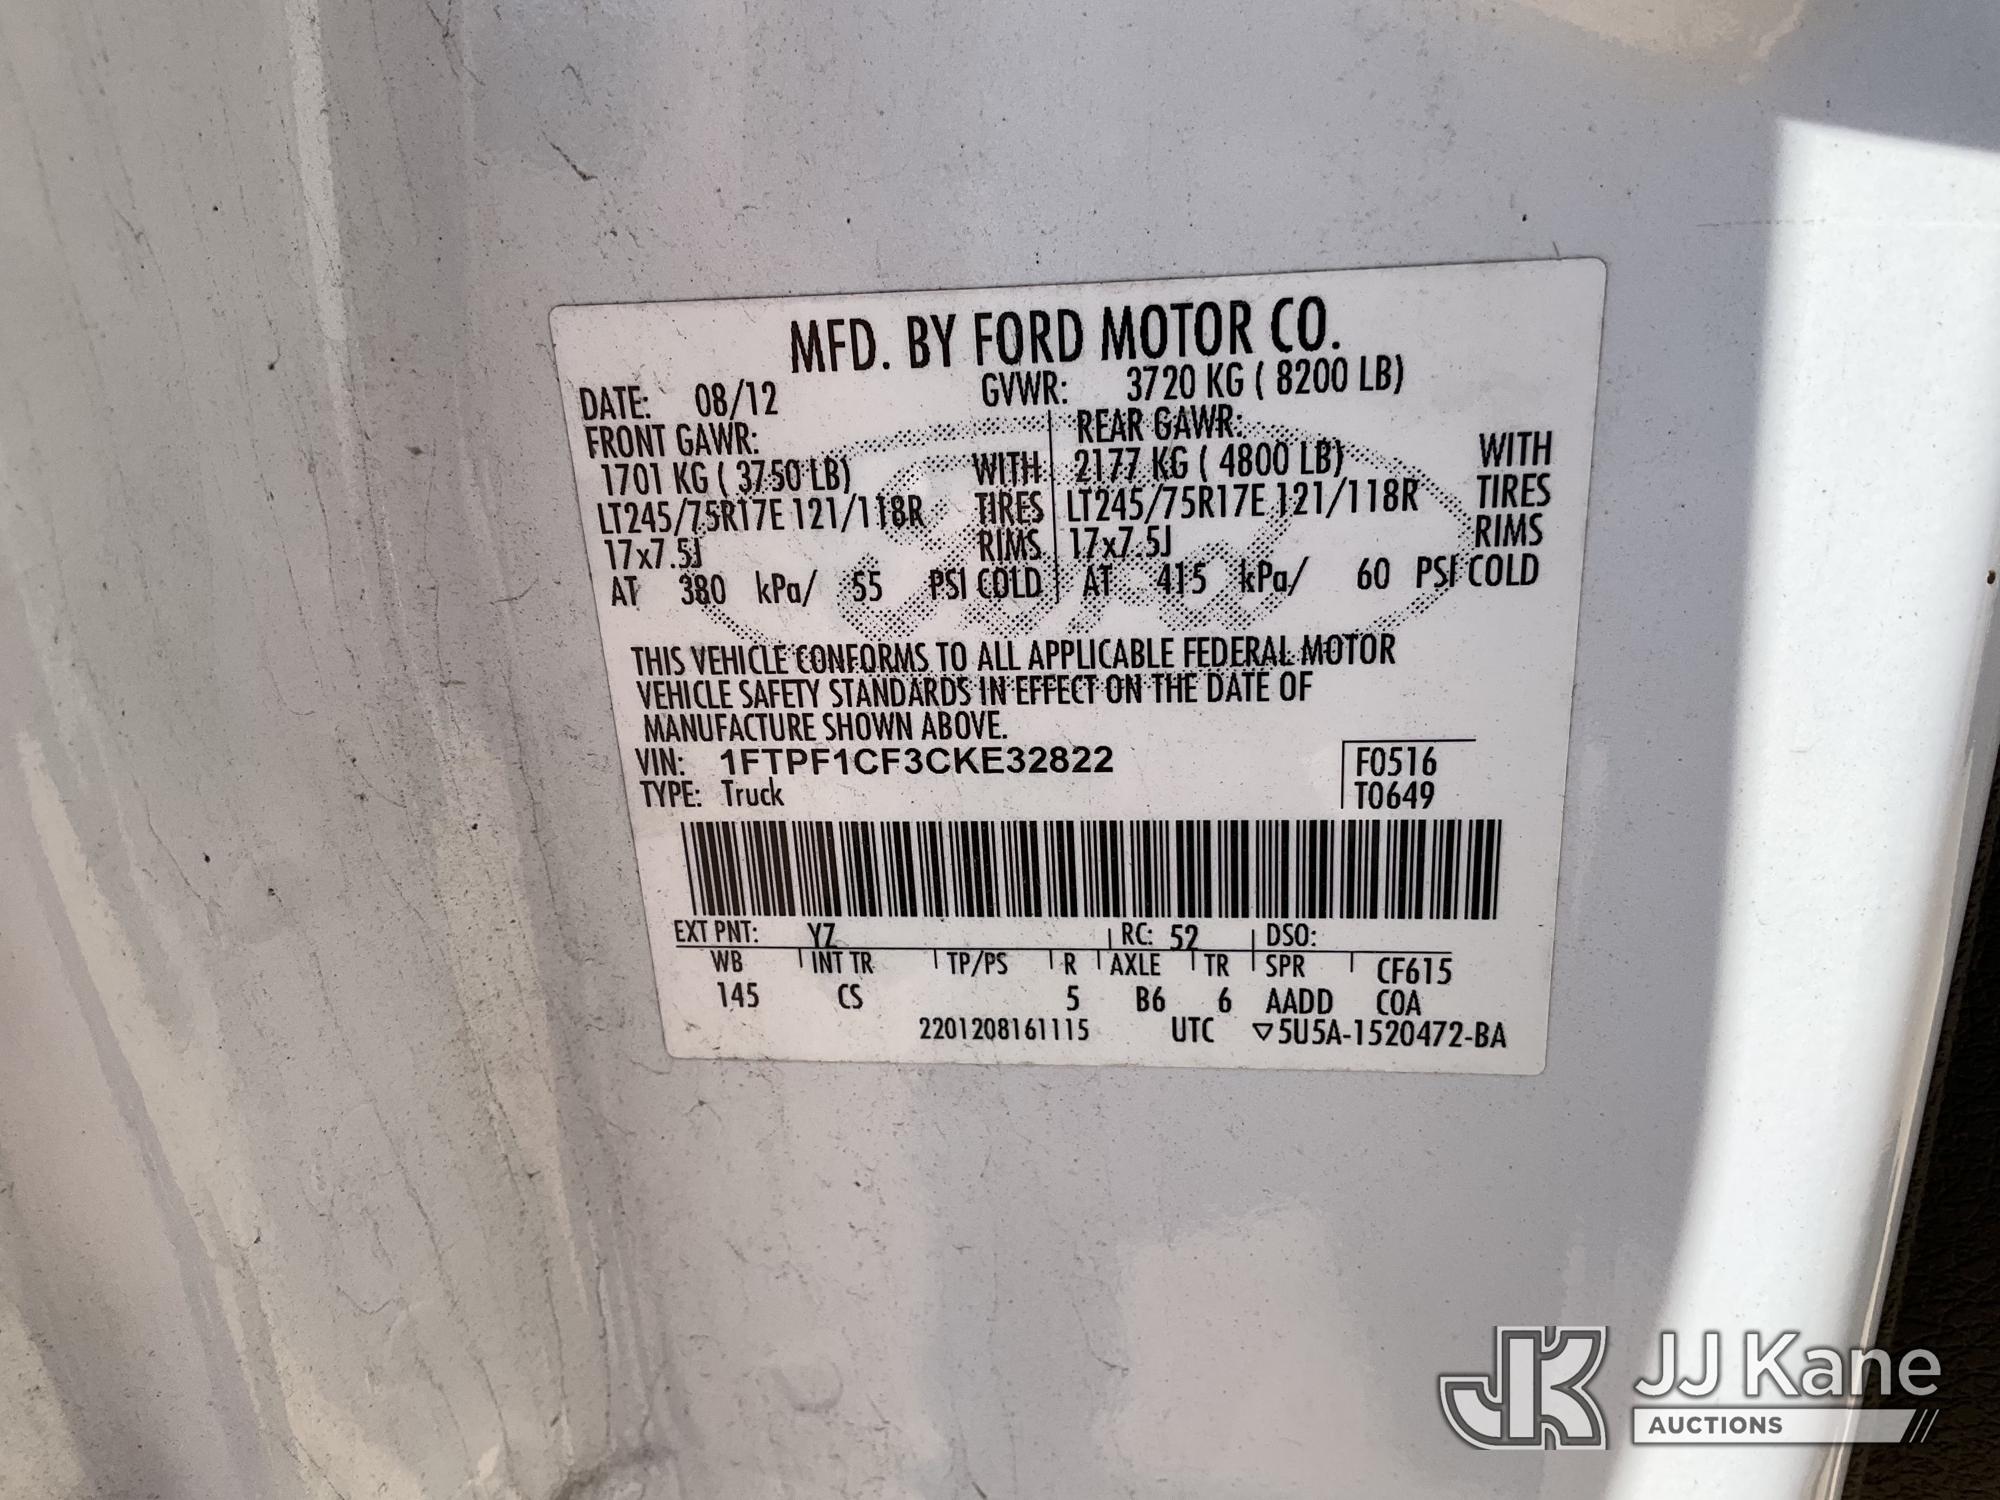 MFD. BY FORD MOTOR CO.
DATE: 08/12 GVWR: 3720 KG ( 8200 LB)
FRONT GAWR: REAR GAWR:
1701 KG ( 3750 LB) WITH 2177 KG ( 4800 LB) WITH
LT245/75R17E 121/118R TIRES LT245/75R17E 121/118R TIRES
17x7.5J RIMS 17x7.5J RIMS
AT 380 kPa/ 55 PSI COLD AT 415 kPa/ 60 PSI COLD
THIS VEHICLE CONFORMS TO ALL APPLICABLE FEDERAL MOTOR
VEHICLE SAFETY STANDARDS IN EFFECT ON THE DATE OF
MANUFACTURE SHOWN ABOVE.
VIN: 1FTPF1CF3CKE32822 F0516
TYPE: Truck T0649
EXT PNT: YZ RC: 52 DSO:
WB INT TR TP/PS R AXLE TR SPR CF615
145 CS 5 B6 6 AADD COA
2201208161115 UTC ▽5U5A-1520472-BA
JK JJ Kane
AUCTIONS